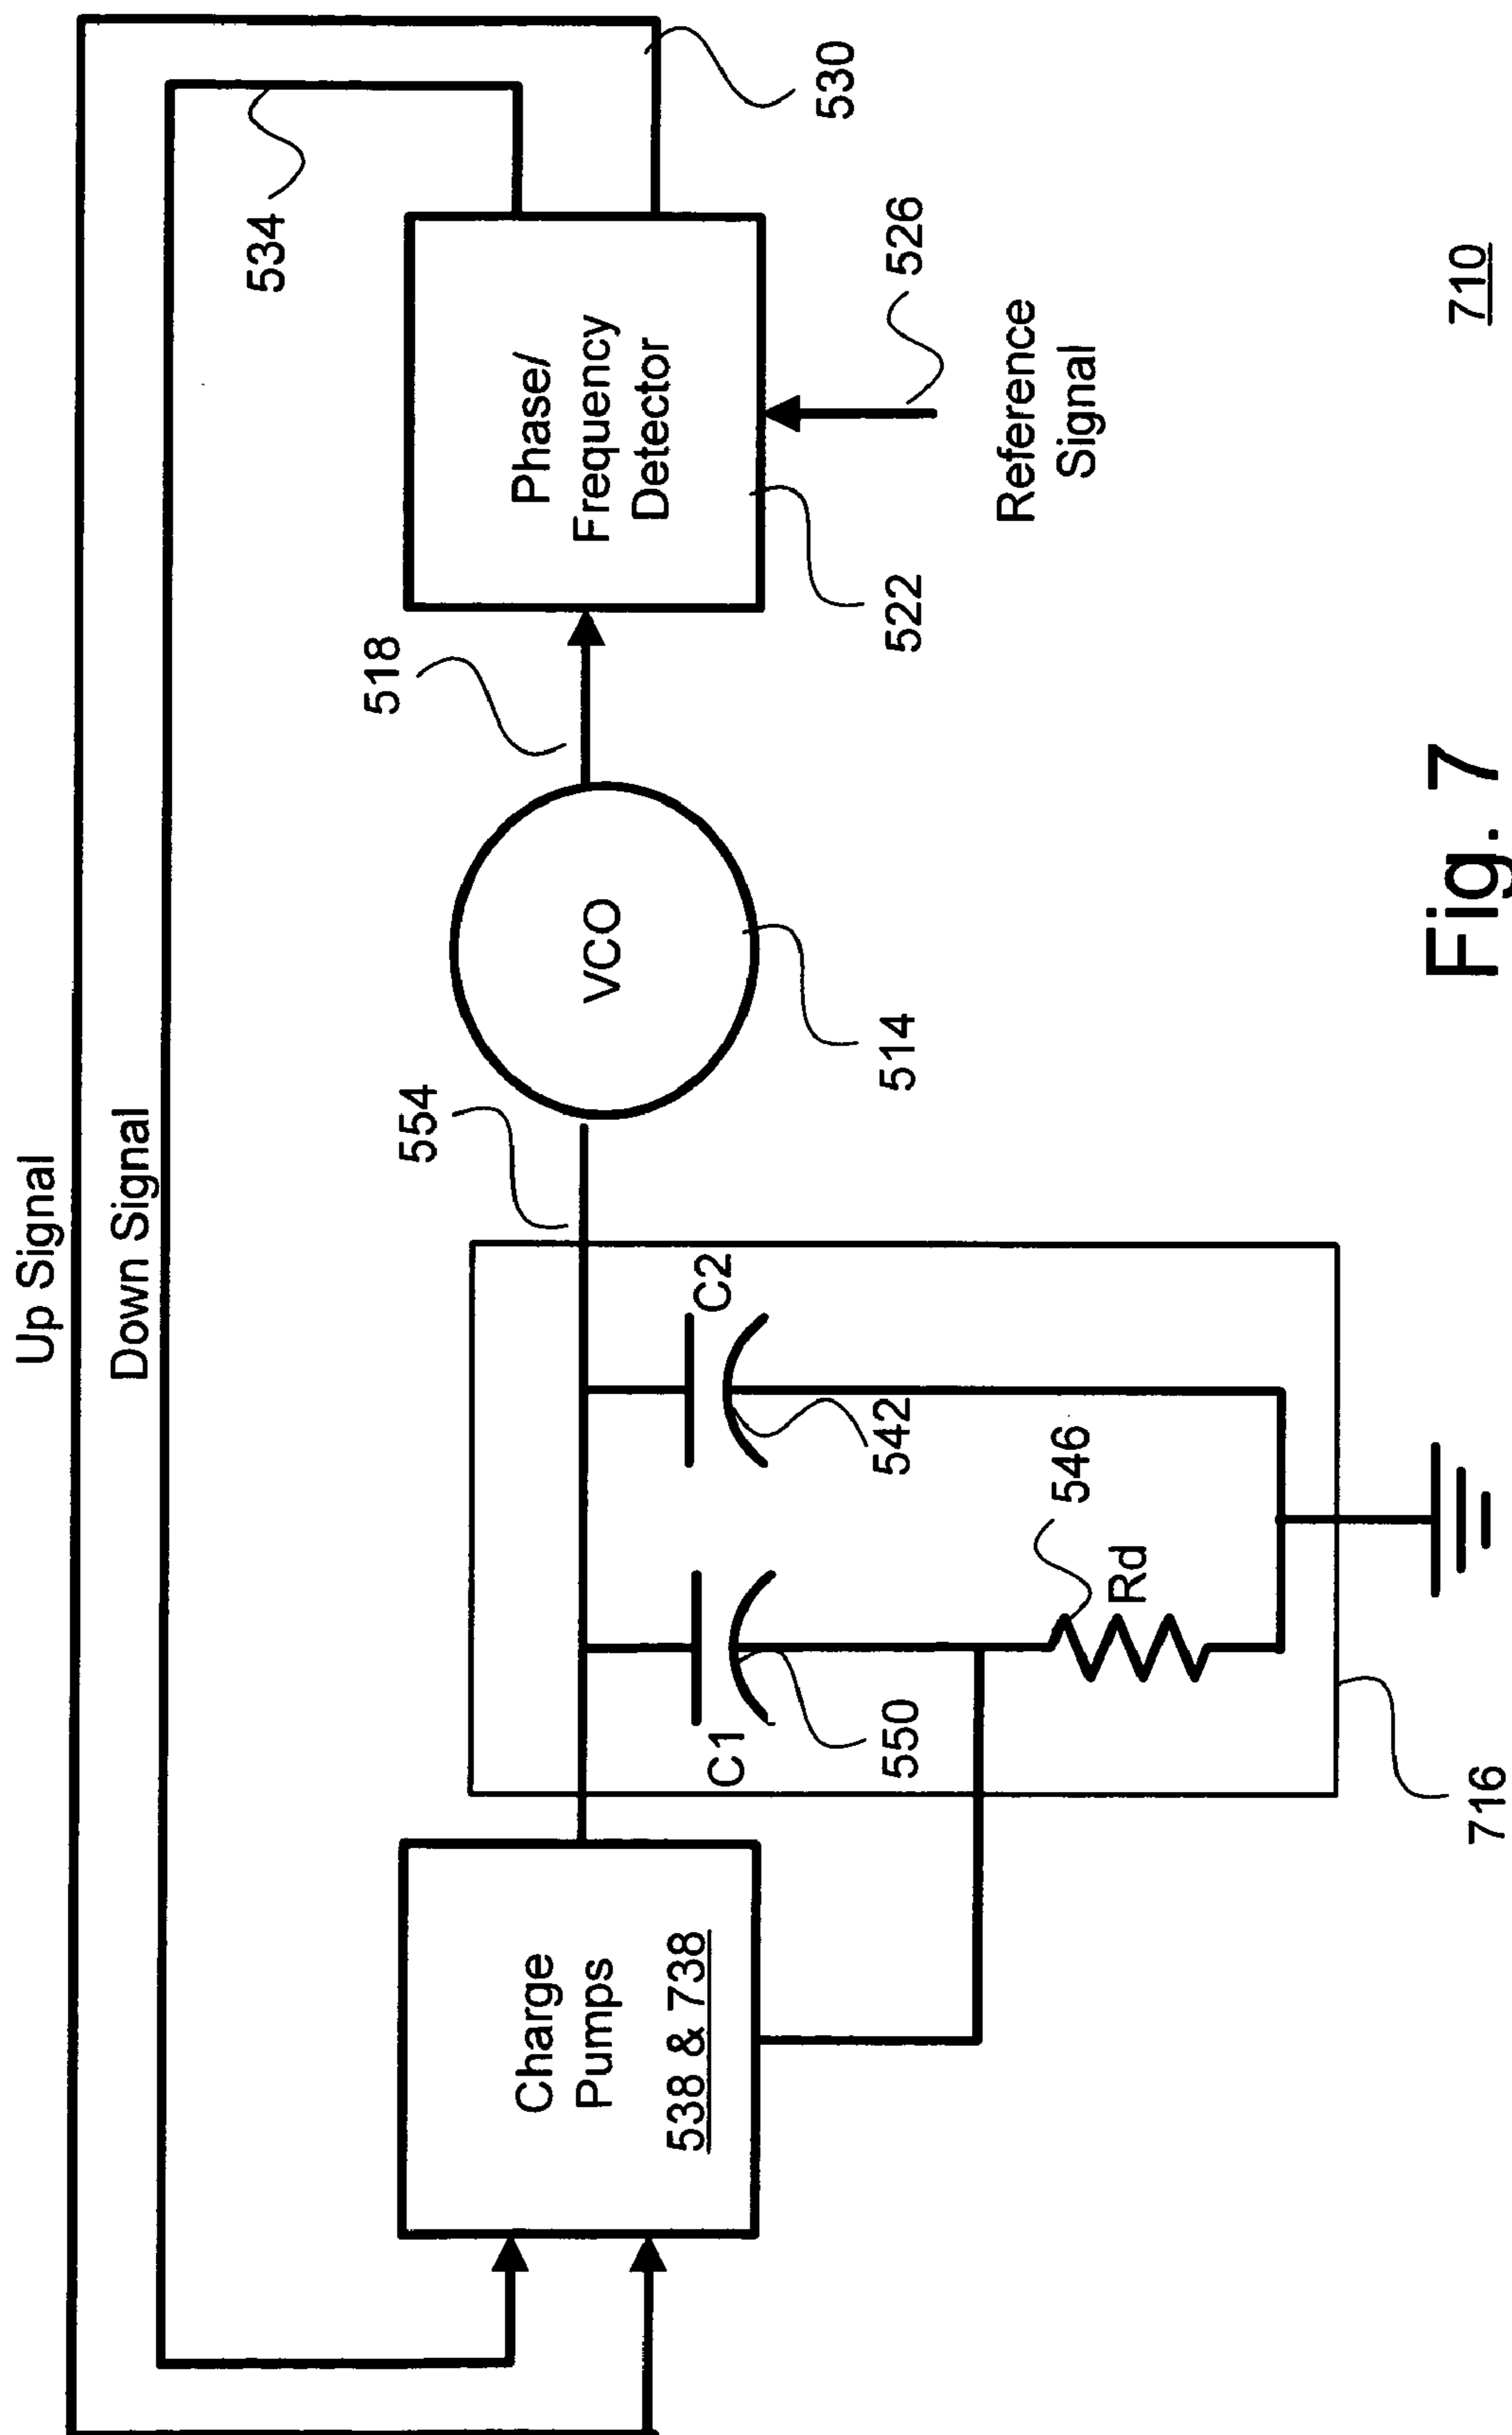 Up Signal
Down Signal
534
530
554
518
Charge
Pumps
538 & 738
C1
C2
550
542
546
Rd
VCO
514
Phase/
Frequency
Detector
522
526
Reference
Signal
716
710
Fig. 7